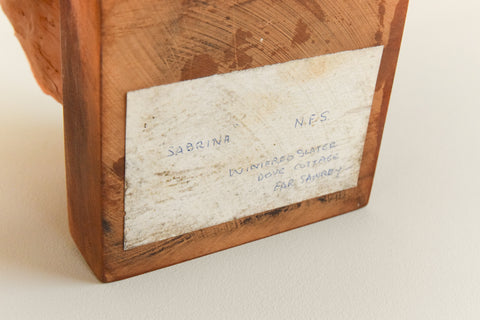 SABRINA N.F.S.
WINIFRED SLATER
DOVE COTTAGE
FAR SAWREY